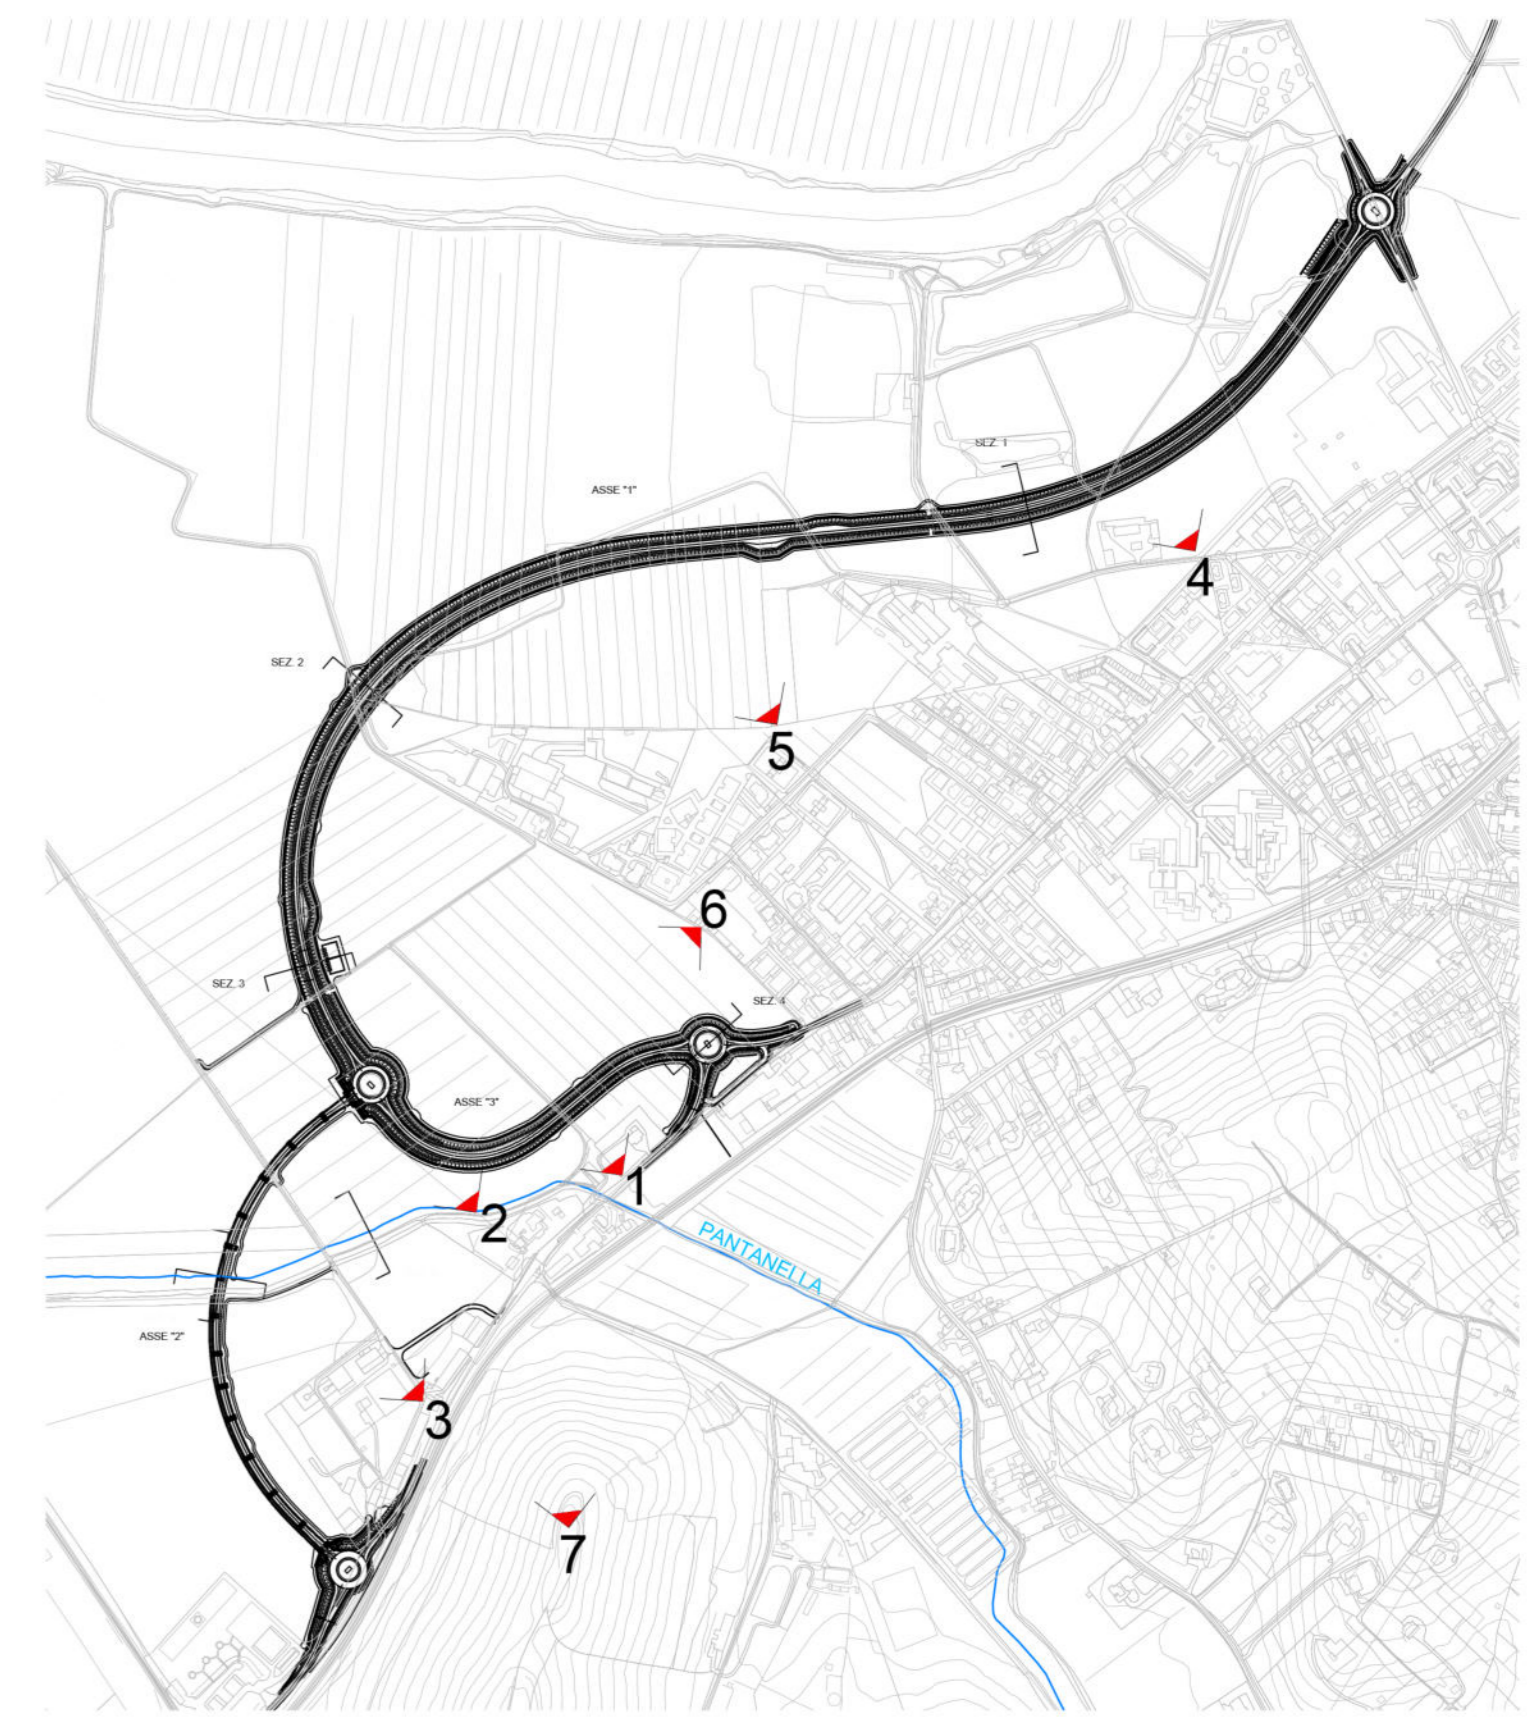 SEZ. 1
ASSE "1"
4
SEZ. 2
5
6
SEZ. 3
SEZ. 4
ASSE "3"
1
2
PANTANELLA
ASSE "2"
3
7